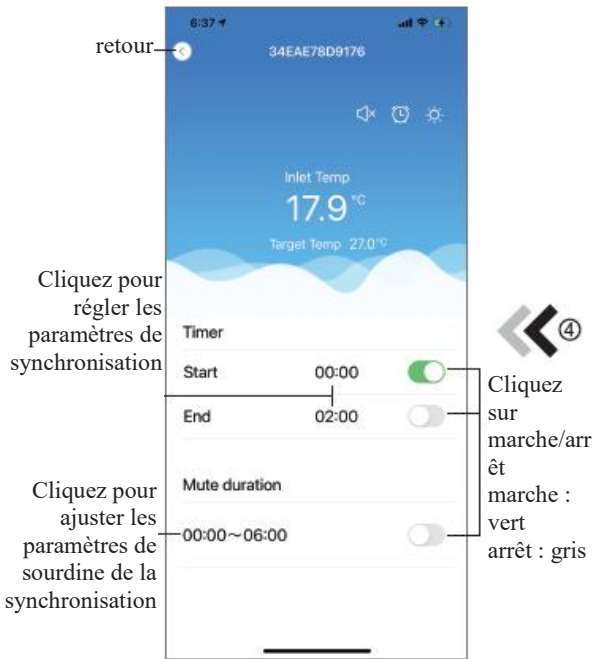 6:37
retour
34EAE78D9176
Inlet Temp
17.9 °C
Target Temp 27.0°C
Cliquez pour
régler les
paramètres de
synchronisation
Timer
Start 00:00
End 02:00
④
Cliquez
sur
marche/arr
êt
marche :
vert
arrêt : gris
Mute duration
00:00～06:00
Cliquez pour
ajuster les
paramètres de
sourdine de la
synchronisation